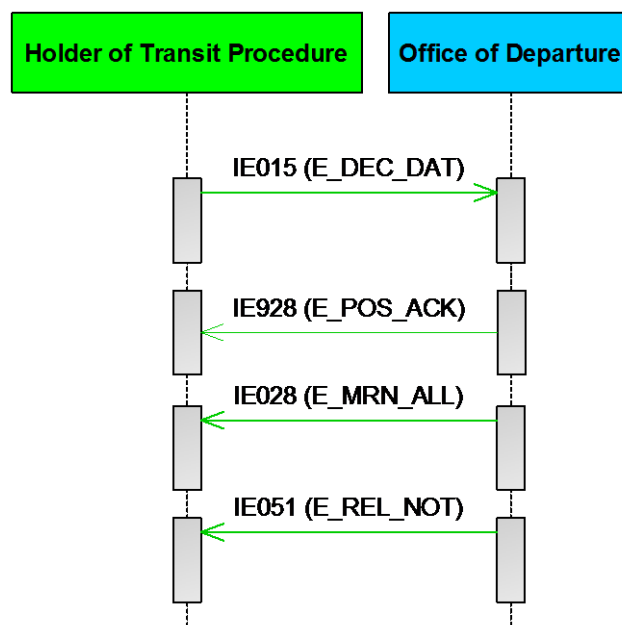 Holder of Transit Procedure
Office of Departure
IE015 (E_DEC_DAT)
IE928 (E_POS_ACK)
IE028 (E_MRN_ALL)
IE051 (E_REL_NOT)